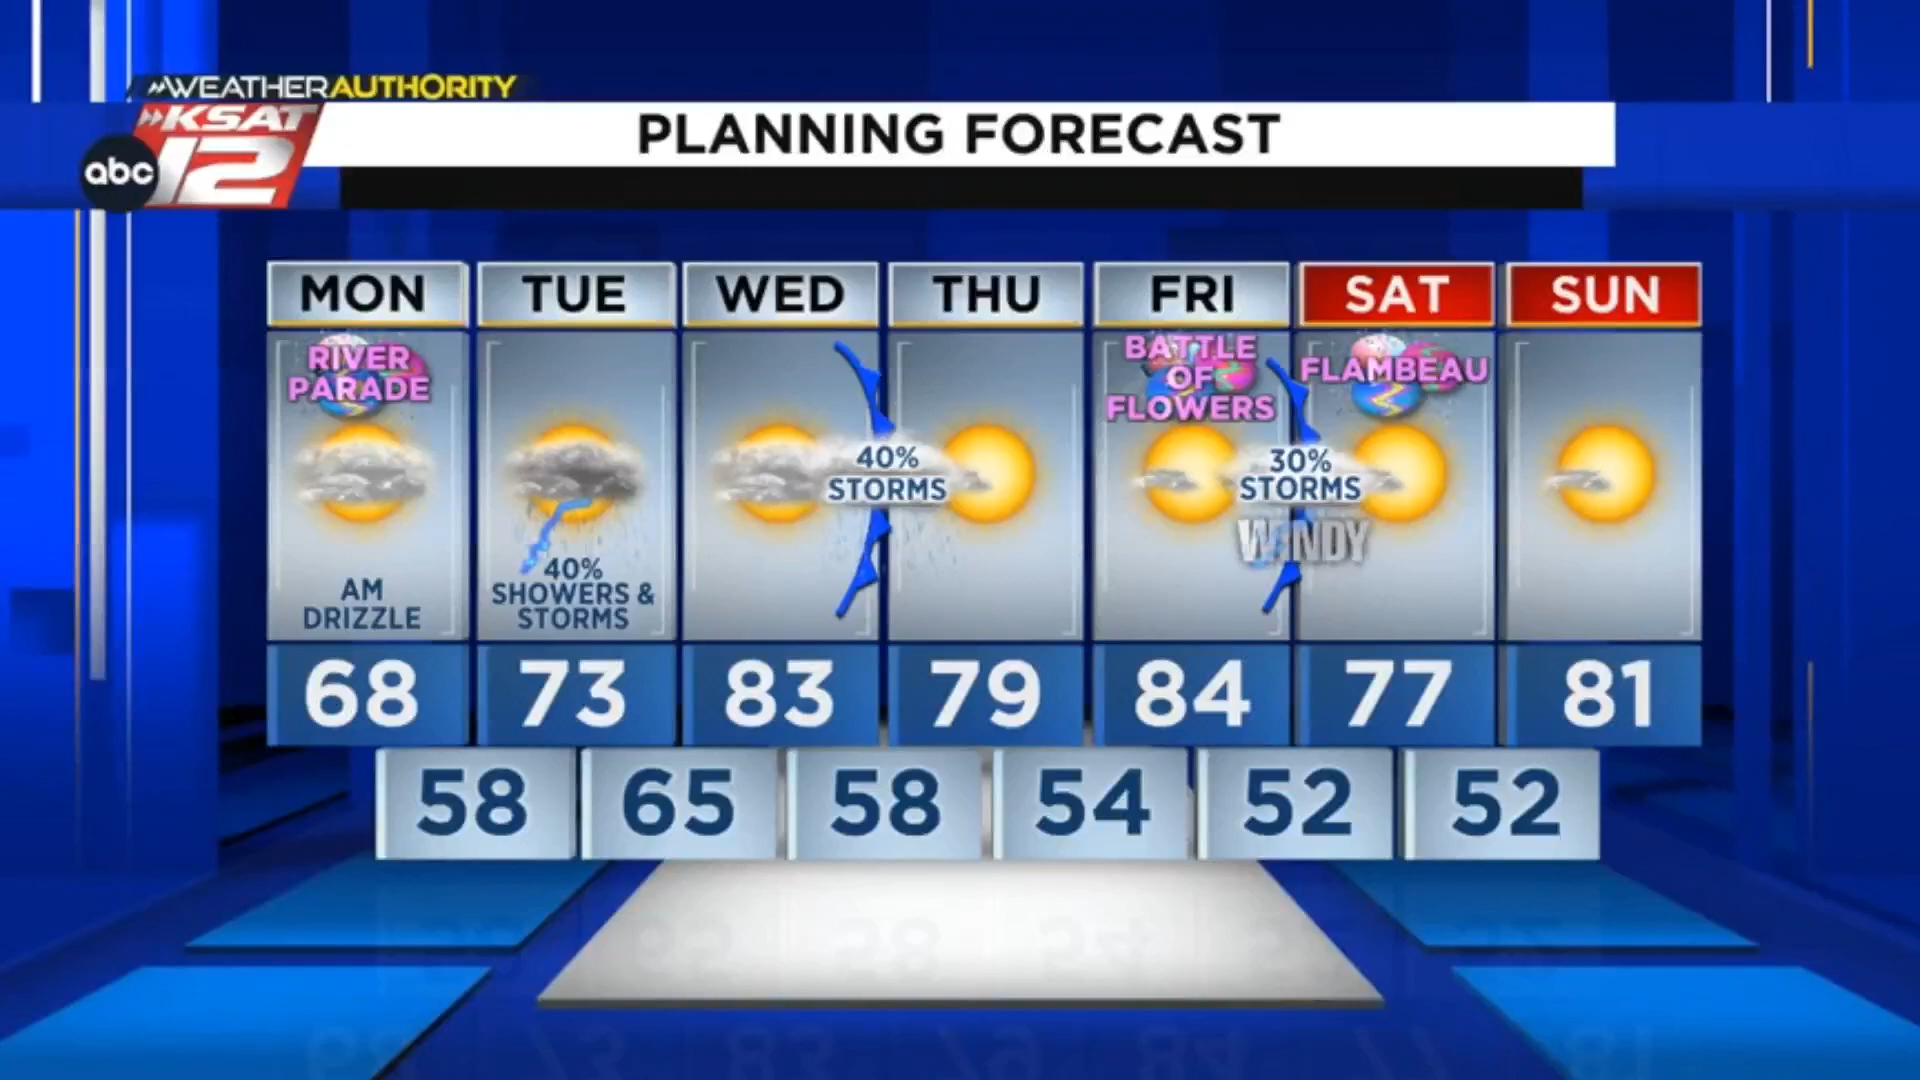 WEATHERAUTHORITY
KSAT
12
abc
PLANNING FORECAST
MON
TUE
WED
THU
FRI
SAT
SUN
RIVER
PARADE
BATTLE
OF
FLOWERS
FLAMBEAU
40%
STORMS
30%
STORMS
WINDY
AM
DRIZZLE
40%
SHOWERS &
STORMS
68
73
83
79
84
77
81
58
65
58
54
52
52